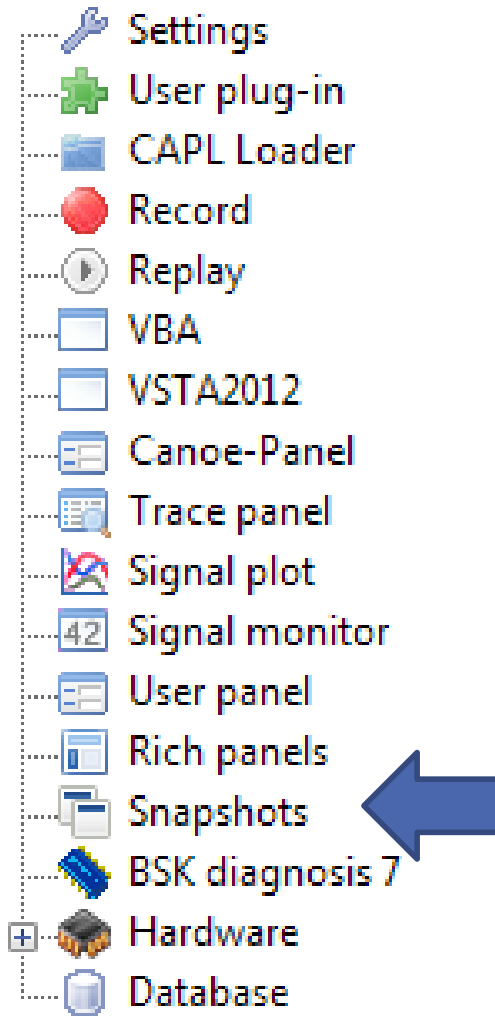 Settings
User plug-in
CAPL Loader
Record
Replay
VBA
VSTA2012
Canoe-Panel
Trace panel
Signal plot
42 Signal monitor
User panel
Rich panels
Snapshots
BSK diagnosis 7
Hardware
Database